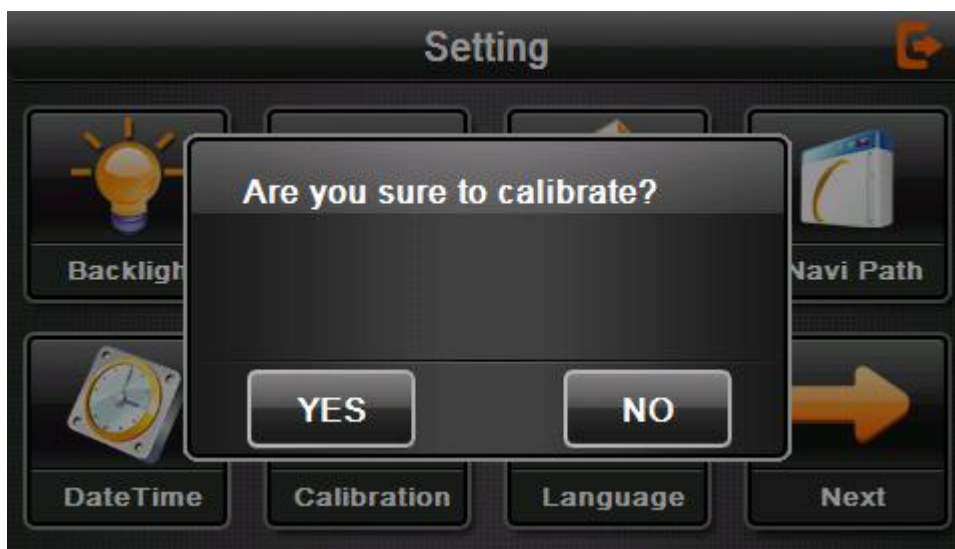 Setting
Are you sure to calibrate?
Backligh
Navi Path
YES
NO
DateTime
Calibration
Language
Next